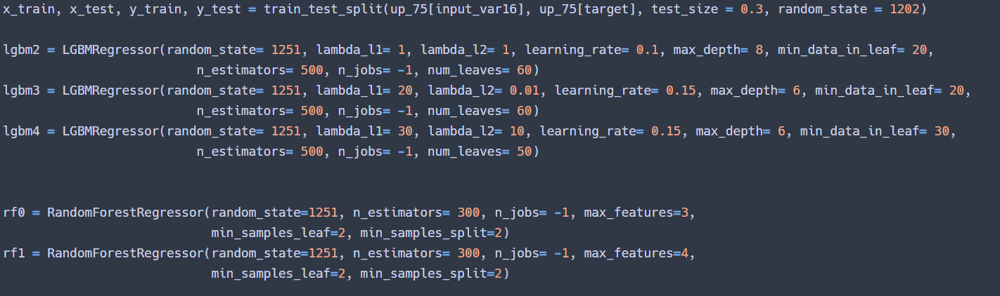 x_train, x_test, y_train, y_test = train_test_split(up_75[input_var16], up_75[target], test_size = 0.3, random_state = 1202)
lgbm2 = LGBMRegressor(random_state= 1251, lambda_l1= 1, lambda_l2= 1, learning_rate= 0.1, max_depth= 8, min_data_in_leaf= 20,
n_estimators= 500, n_jobs= -1, num_leaves= 60)
lgbm3 = LGBMRegressor(random_state= 1251, lambda_l1= 20, lambda_l2= 0.01, learning_rate= 0.15, max_depth= 6, min_data_in_leaf= 20,
n_estimators= 500, n_jobs= -1, num_leaves= 60)
lgbm4 = LGBMRegressor(random_state= 1251, lambda_l1= 30, lambda_l2= 10, learning_rate= 0.15, max_depth= 6, min_data_in_leaf= 30,
n_estimators= 500, n_jobs= -1, num_leaves= 50)
rf0 = RandomForestRegressor(random_state=1251, n_estimators= 300, n_jobs= -1, max_features=3,
min_samples_leaf=2, min_samples_split=2)
rf1 = RandomForestRegressor(random_state=1251, n_estimators= 300, n_jobs= -1, max_features=4,
min_samples_leaf=2, min_samples_split=2)